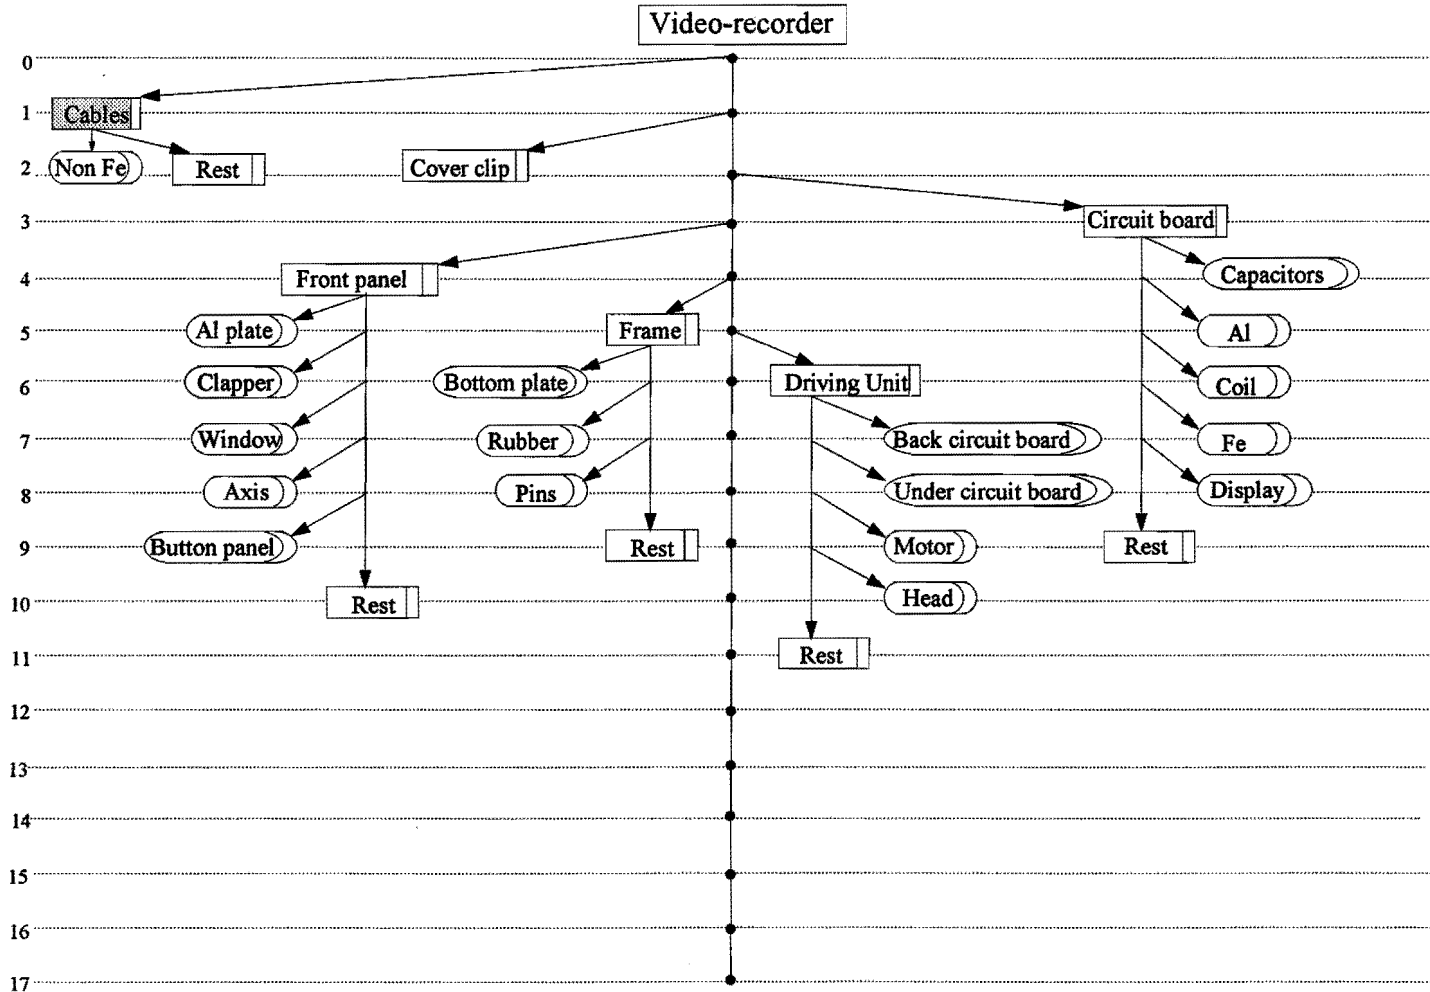 Video-recorder
0
1 Cables
2 Non Fe Rest Cover clip
3 Circuit board
4 Front panel Capacitors
5 Al plate Frame Al
6 Clapper Bottom plate Driving Unit Coil
7 Window Rubber Back circuit board Fe
8 Axis Pins Under circuit board Display
9 Button panel Rest Motor Rest
10 Rest Head
11 Rest
12
13
14
15
16
17